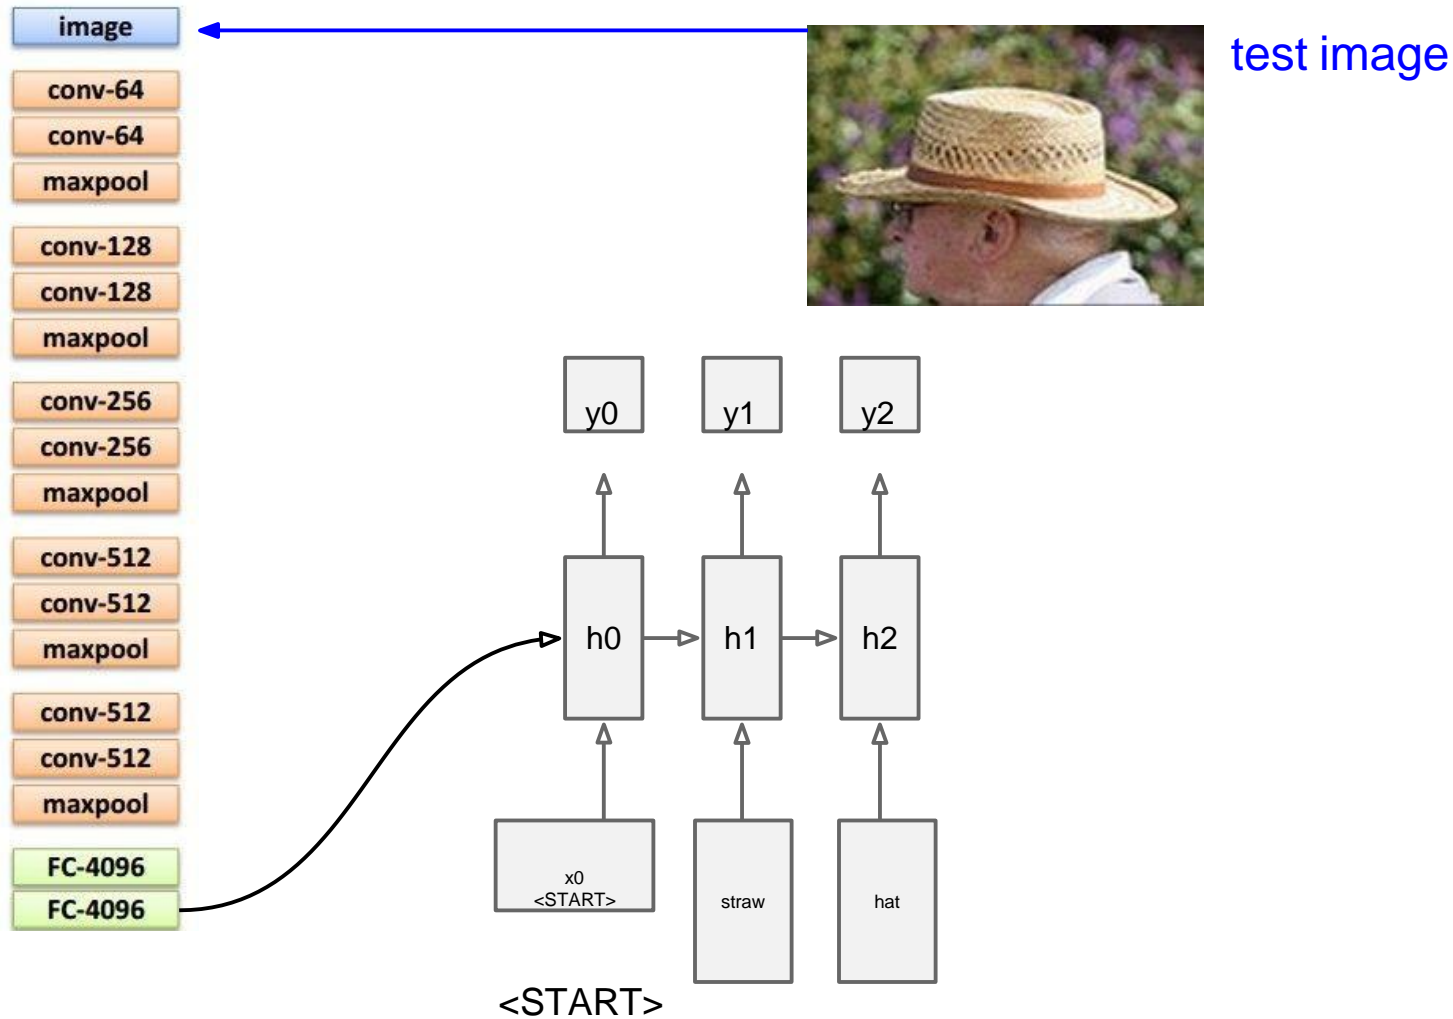 image
conv-64
conv-64
maxpool
conv-128
conv-128
maxpool
conv-256
conv-256
maxpool
conv-512
conv-512
maxpool
conv-512
conv-512
maxpool
FC-4096
FC-4096
test image
y0
y1
y2
h0
h1
h2
x0
<START>
straw
hat
<START>